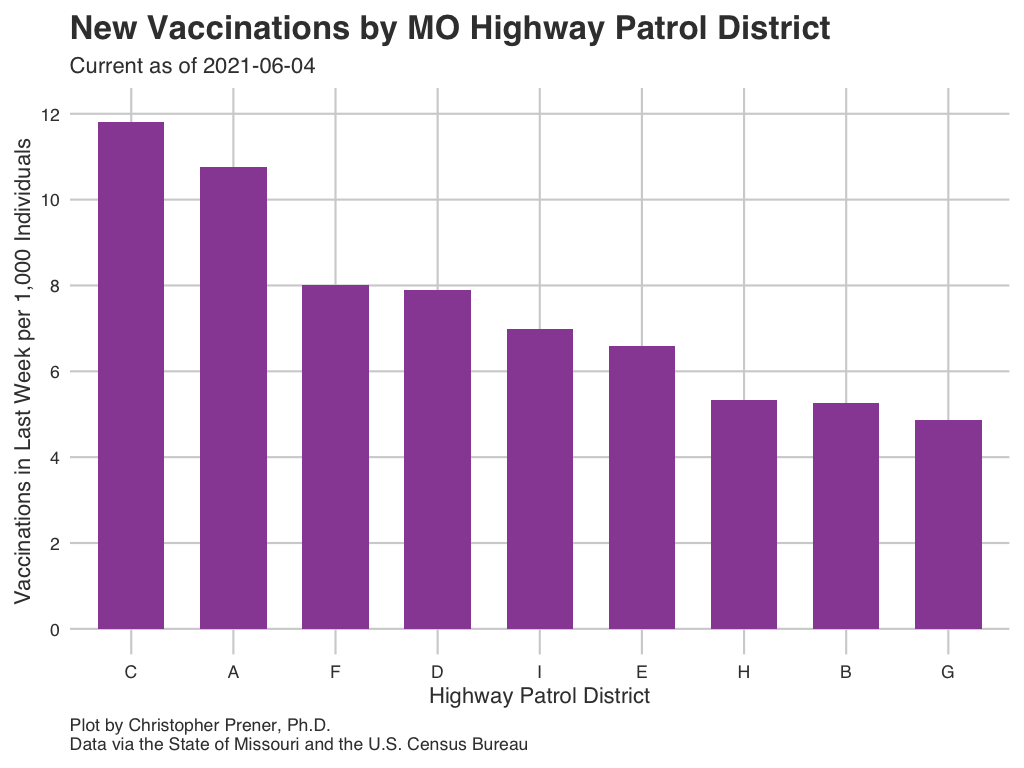 New Vaccinations by MO Highway Patrol District
Current as of 2021-06-04
Vaccinations in Last Week per 1,000 Individuals
12
10
8
6
4
2
0
C A F D I E H B G
Highway Patrol District
Plot by Christopher Prener, Ph.D.
Data via the State of Missouri and the U.S. Census Bureau